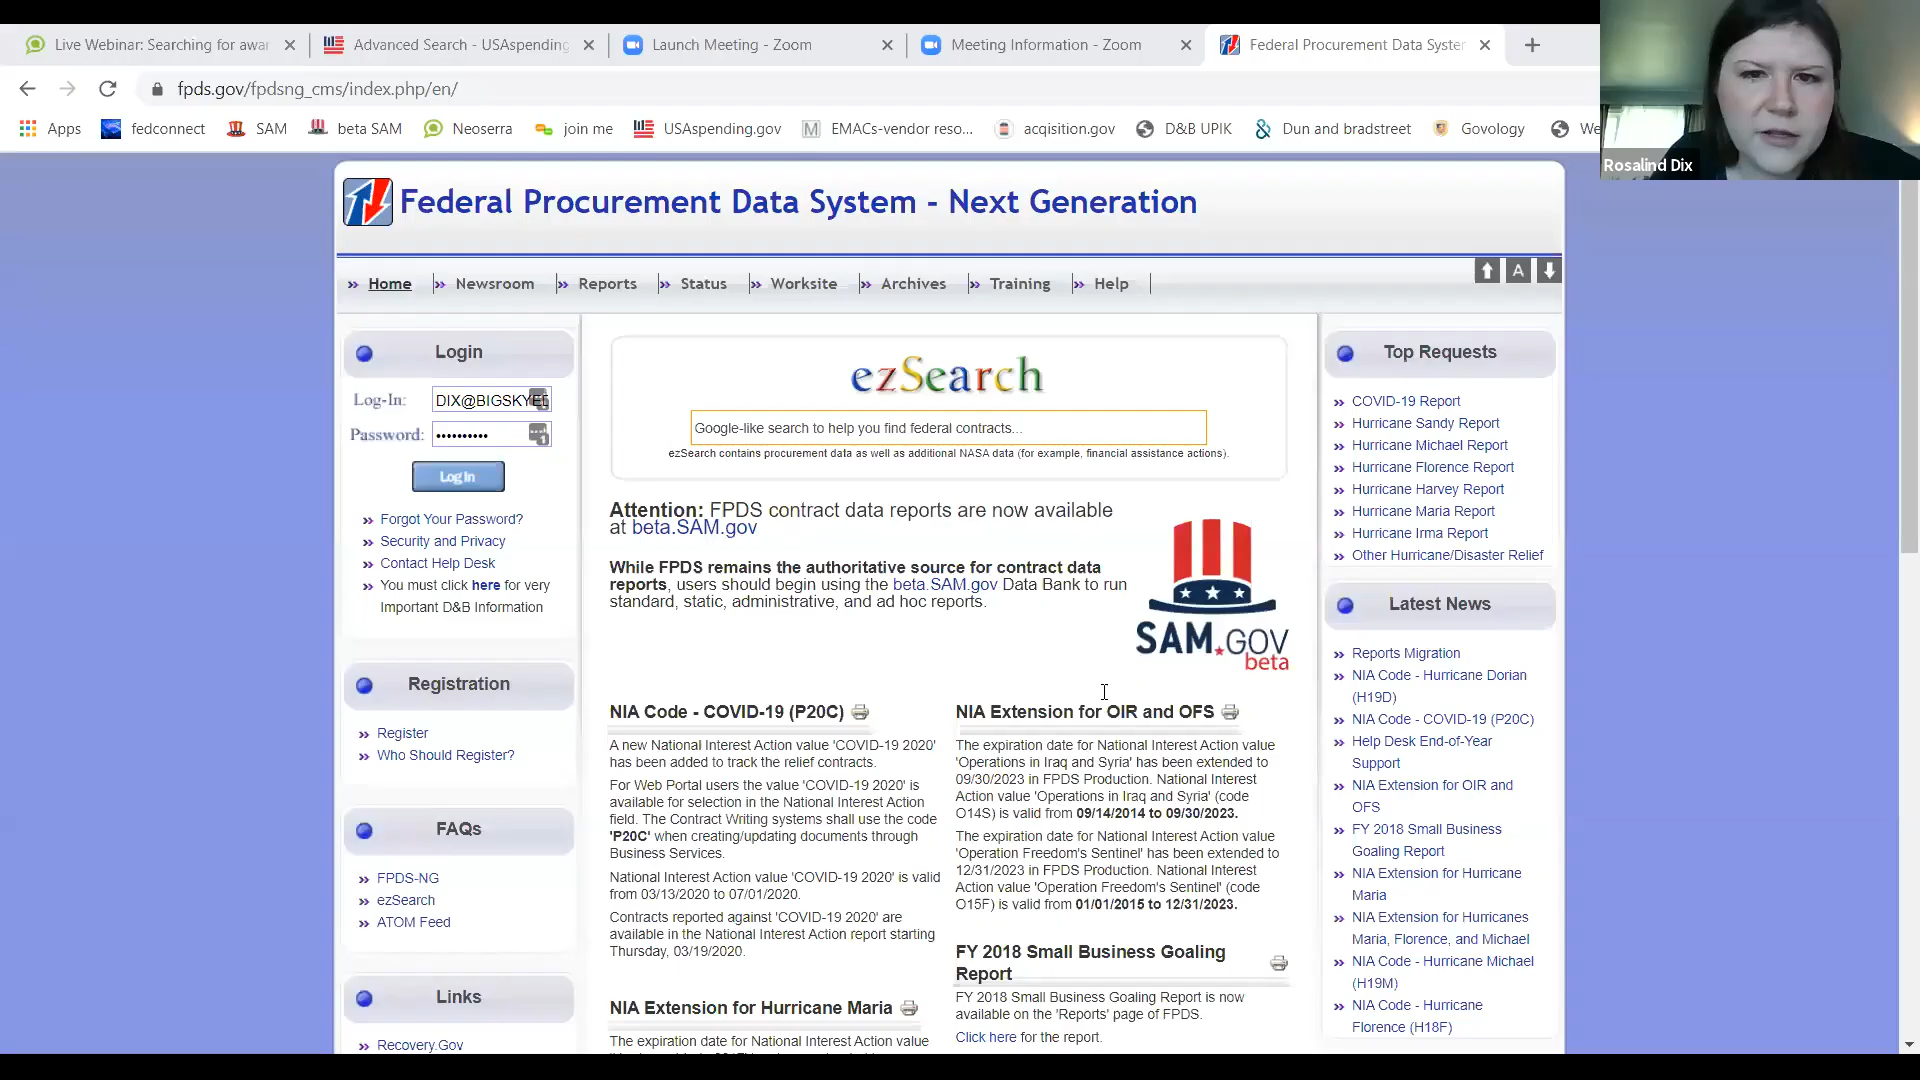 Live Webinar: Searching for awar
Advanced Search - USAspending
Launch Meeting - Zoom
Meeting Information - Zoom
Federal Procurement Data System
fpds.gov/fpdsng_cms/index.php/en/
Apps
fedconnect
SAM
beta SAM
Neoserra
join me
USAspending.gov
EMACs-vendor reso...
acqisition.gov
D&B UPIK
Dun and bradstreet
Govology
We
Rosalind Dix
Federal Procurement Data System - Next Generation
Home
Newsroom
Reports
Status
Worksite
Archives
Training
Help
A
Login
Log-In: DIX@BIGSKYE
Password: ••••••••••
Log In
Forgot Your Password?
Security and Privacy
Contact Help Desk
You must click here for very
Important D&B Information
Registration
Register
Who Should Register?
FAQs
FPDS-NG
ezSearch
ATOM Feed
Links
Recovery.Gov
ezSearch
Google-like search to help you find federal contracts...
ezSearch contains procurement data as well as additional NASA data (for example, financial assistance actions).
Attention: FPDS contract data reports are now available
at beta.SAM.gov
While FPDS remains the authoritative source for contract data
reports, users should begin using the beta.SAM.gov Data Bank to run
standard, static, administrative, and ad hoc reports.
SAM.GOV
beta
NIA Code - COVID-19 (P20C)
A new National Interest Action value 'COVID-19 2020'
has been added to track the relief contracts.
For Web Portal users the value 'COVID-19 2020' is
available for selection in the National Interest Action
field. The Contract Writing systems shall use the code
'P20C' when creating/updating documents through
Business Services.
National Interest Action value 'COVID-19 2020' is valid
from 03/13/2020 to 07/01/2020.
Contracts reported against 'COVID-19 2020' are
available in the National Interest Action report starting
Thursday, 03/19/2020.
NIA Extension for Hurricane Maria
The expiration date for National Interest Action value
NIA Extension for OIR and OFS
The expiration date for National Interest Action value
'Operations in Iraq and Syria' has been extended to
09/30/2023 in FPDS Production. National Interest
Action value 'Operations in Iraq and Syria' (code
O14S) is valid from 09/14/2014 to 09/30/2023.
The expiration date for National Interest Action value
'Operation Freedom's Sentinel' has been extended to
12/31/2023 in FPDS Production. National Interest
Action value 'Operation Freedom's Sentinel' (code
O15F) is valid from 01/01/2015 to 12/31/2023.
FY 2018 Small Business Goaling
Report
FY 2018 Small Business Goaling Report is now
available on the 'Reports' page of FPDS.
Click here for the report.
Top Requests
COVID-19 Report
Hurricane Sandy Report
Hurricane Michael Report
Hurricane Florence Report
Hurricane Harvey Report
Hurricane Maria Report
Hurricane Irma Report
Other Hurricane/Disaster Relief
Latest News
Reports Migration
NIA Code - Hurricane Dorian
(H19D)
NIA Code - COVID-19 (P20C)
Help Desk End-of-Year
Support
NIA Extension for OIR and
OFS
FY 2018 Small Business
Goaling Report
NIA Extension for Hurricane
Maria
NIA Extension for Hurricanes
Maria, Florence, and Michael
NIA Code - Hurricane Michael
(H19M)
NIA Code - Hurricane
Florence (H18F)